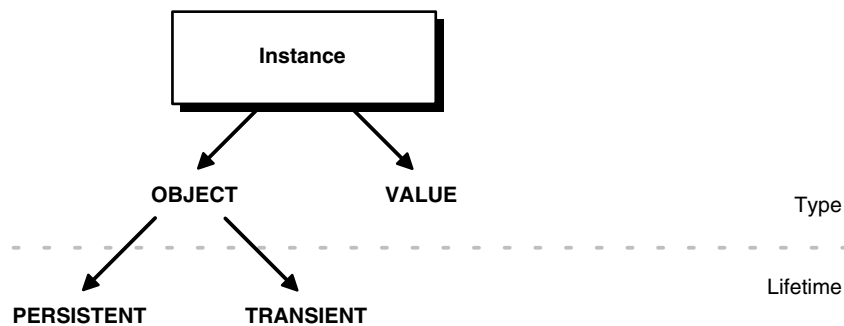 Instance
OBJECT VALUE
Type
Lifetime
PERSISTENT TRANSIENT